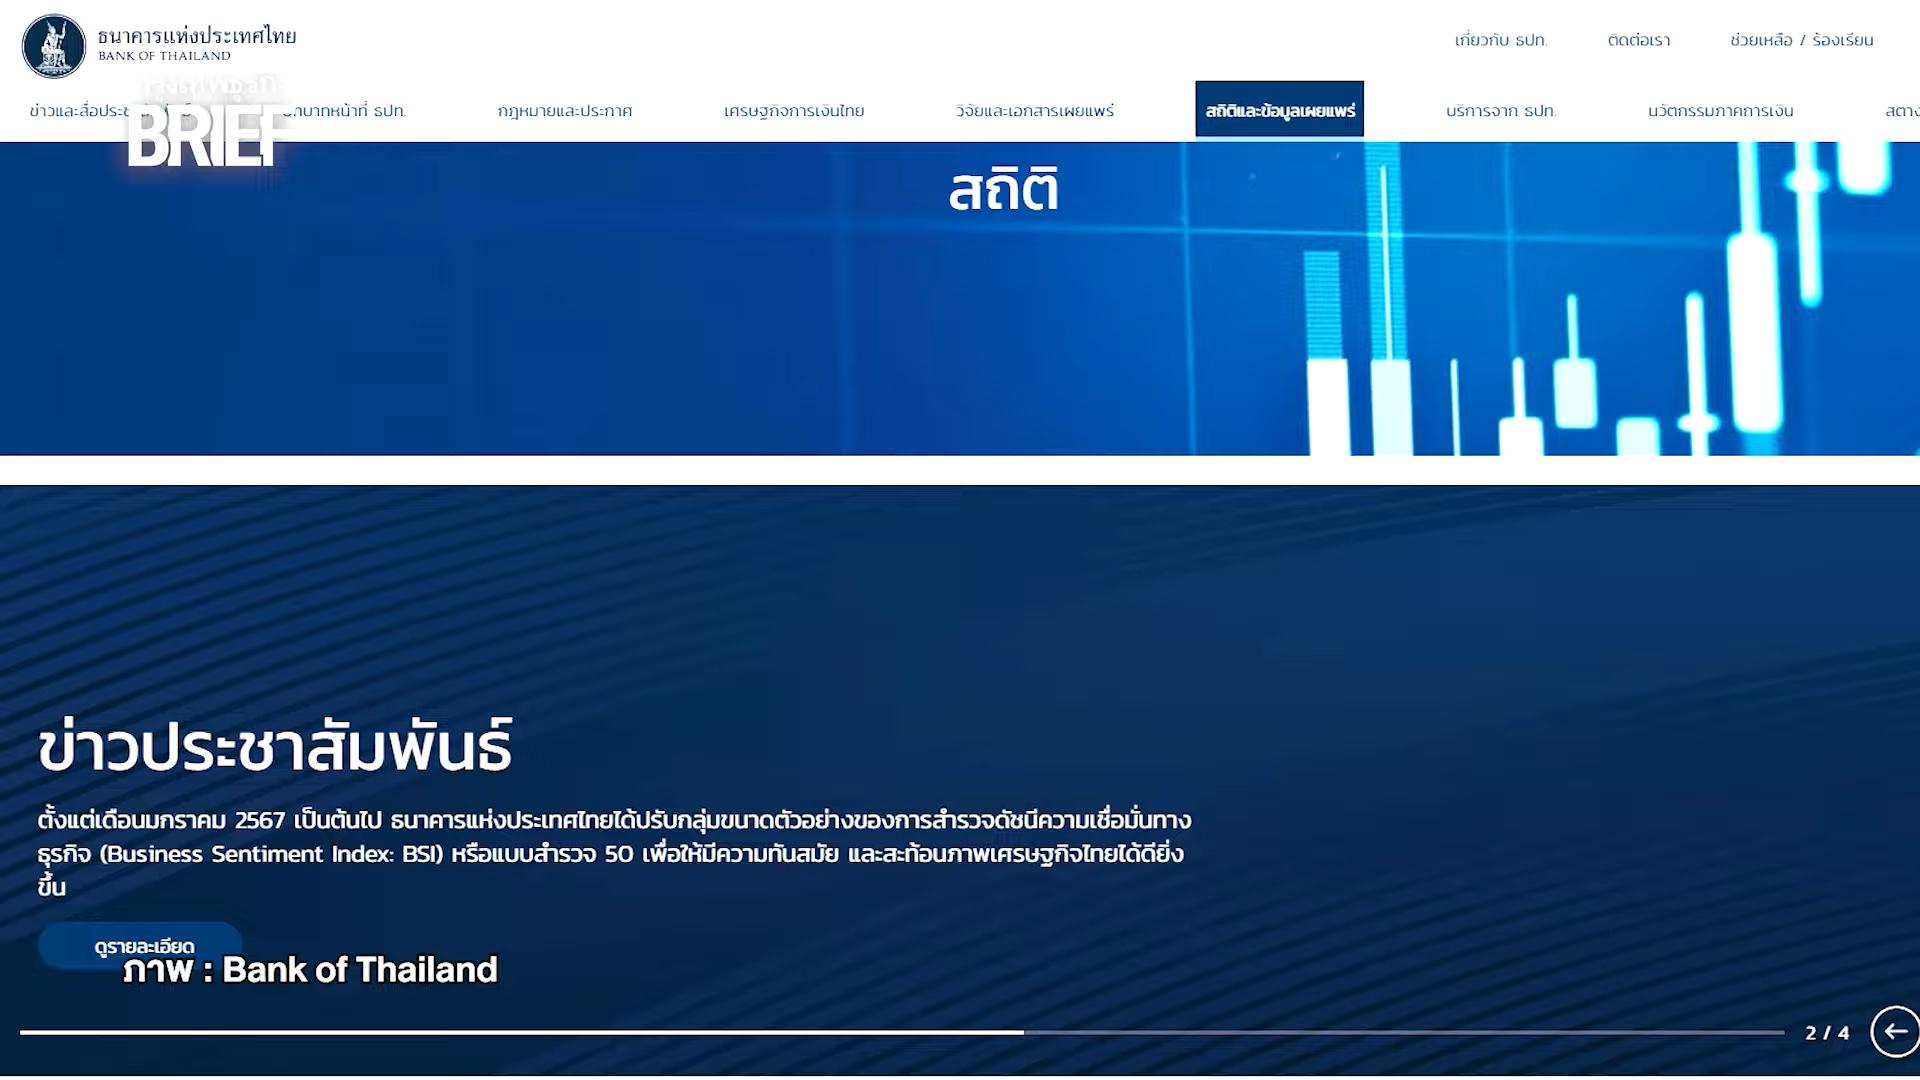 ธนาคารแห่งประเทศไทย
BANK OF THAILAND
เกี่ยวกับ ธปท. ติดต่อเรา ช่วยเหลือ / ร้องเรียน
BRIEF
กฎหมายและประกาศ เศรษฐกิจการเงินไทย วิจัยและเอกสารเผยแพร่ สถิติและข้อมูลเผยแพร่ บริการจาก ธปท. นวัตกรรมภาคการเงิน
สถิติ
ข่าวประชาสัมพันธ์
ตั้งแต่เดือนมกราคม 2567 เป็นต้นไป ธนาคารแห่งประเทศไทยได้ปรับกลุ่มขนาดตัวอย่างของการสำรวจดัชนีความเชื่อมั่นทาง
ธุรกิจ (Business Sentiment Index: BSI) หรือแบบสำรวจ 50 เพื่อให้มีความทันสมัย และสะท้อนภาพเศรษฐกิจไทยได้ดียิ่ง
ขึ้น
ดูรายละเอียด
ภาพ : Bank of Thailand
2 / 4